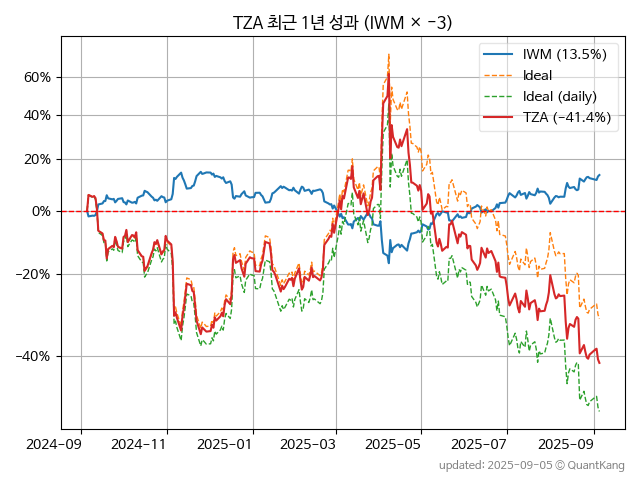 TZA 최근 1년 성과 (IWM × −3)
IWM (13.5%)
Ideal
Ideal (daily)
TZA (−41.4%)
60%
40%
20%
0%
−20%
−40%
2024−09
2024−11
2025−01
2025−03
2025−05
2025−07
2025−09
updated: 2025−09−05 © QuantKang